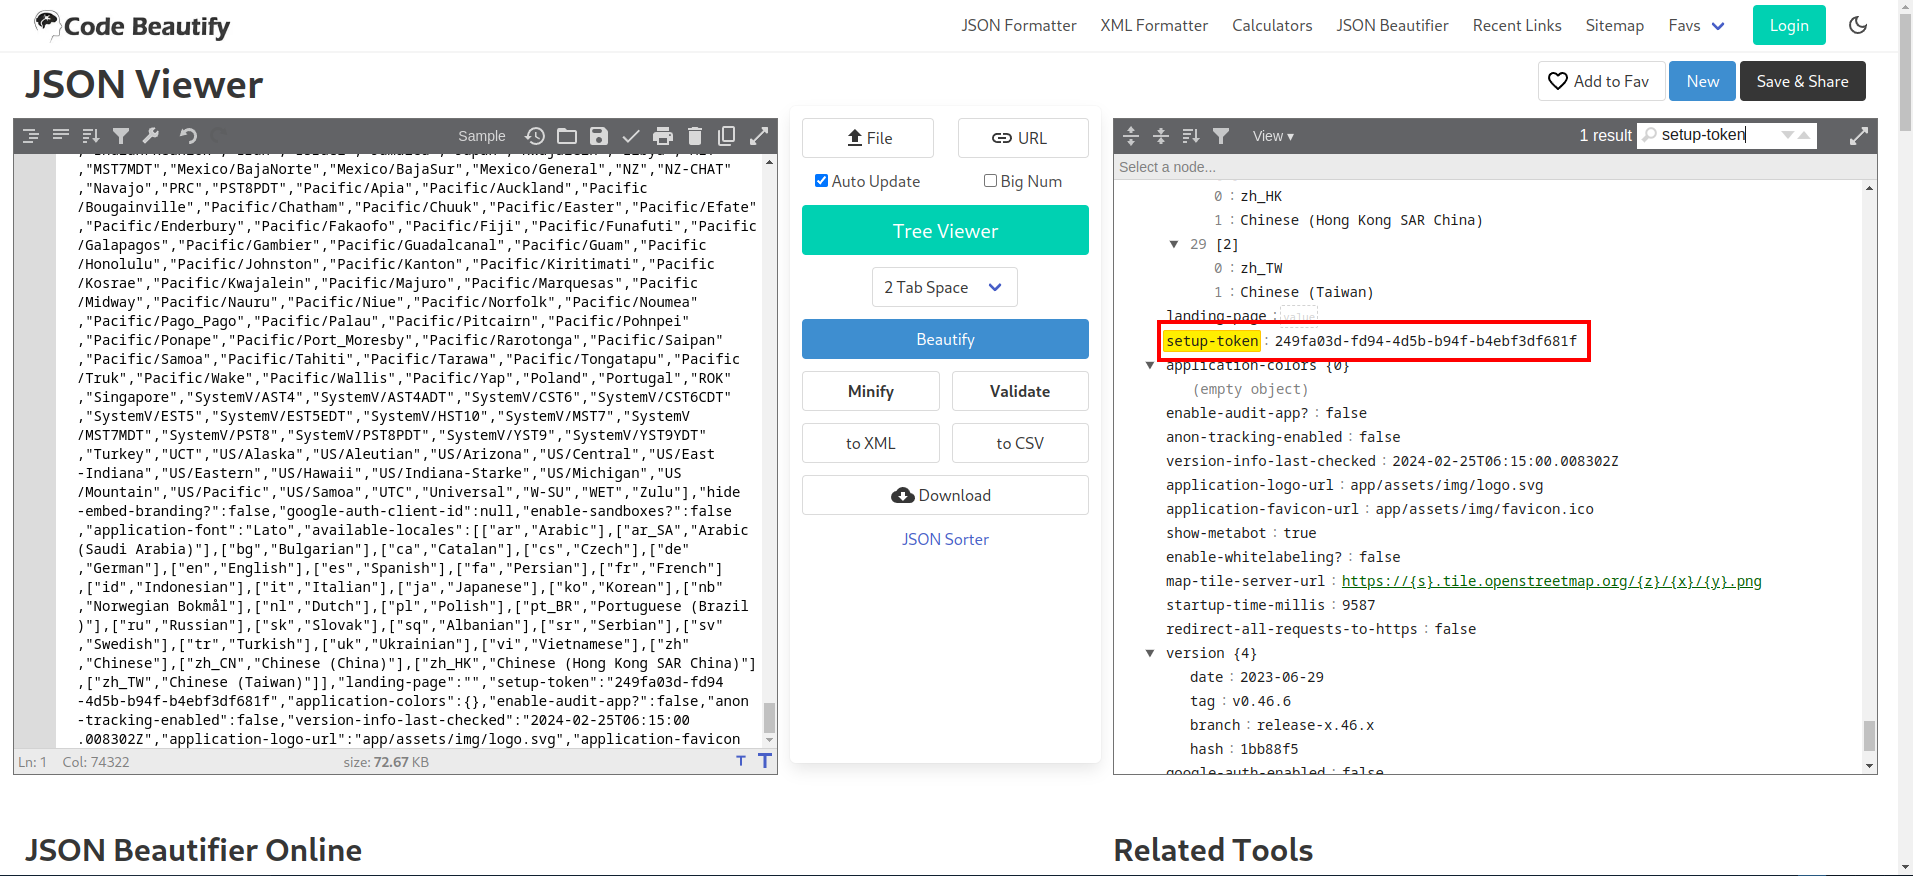 Code Beautify
JSON Formatter XML Formatter Calculators JSON Beautifier Recent Links Sitemap Favs Login
JSON Viewer
Add to Fav New Save & Share
Sample
,"MST7MDT","Mexico/BajaNorte","Mexico/BajaSur","Mexico/General","NZ","NZ-CHAT"
,"Navajo","PRC","PST8PDT","Pacific/Apia","Pacific/Auckland","Pacific
/Bougainville","Pacific/Chatham","Pacific/Chuuk","Pacific/Easter","Pacific/Efate"
,"Pacific/Enderbury","Pacific/Fakaofo","Pacific/Fiji","Pacific/Funafuti","Pacific
/Galapagos","Pacific/Gambier","Pacific/Guadalcanal","Pacific/Guam","Pacific
/Honolulu","Pacific/Johnston","Pacific/Kanton","Pacific/Kiritimati","Pacific
/Kosrae","Pacific/Kwajalein","Pacific/Majuro","Pacific/Marquesas","Pacific
/Midway","Pacific/Nauru","Pacific/Niue","Pacific/Norfolk","Pacific/Noumea"
,"Pacific/Pago_Pago","Pacific/Palau","Pacific/Pitcairn","Pacific/Pohnpei"
,"Pacific/Ponape","Pacific/Port_Moresby","Pacific/Rarotonga","Pacific/Saipan"
,"Pacific/Samoa","Pacific/Tahiti","Pacific/Tarawa","Pacific/Tongatapu","Pacific
/Truk","Pacific/Wake","Pacific/Wallis","Pacific/Yap","Poland","Portugal","ROK"
,"Singapore","SystemV/AST4","SystemV/AST4ADT","SystemV/CST6","SystemV/CST6CDT"
,"SystemV/EST5","SystemV/EST5EDT","SystemV/HST10","SystemV/MST7","SystemV
/MST7MDT","SystemV/PST8","SystemV/PST8PDT","SystemV/YST9","SystemV/YST9YDT"
,"Turkey","UCT","US/Alaska","US/Aleutian","US/Arizona","US/Central","US/East
-Indiana","US/Eastern","US/Hawaii","US/Indiana-Starke","US/Michigan","US
/Mountain","US/Pacific","US/Samoa","UTC","Universal","W-SU","WET","Zulu"],"hide
-embed-branding?":false,"google-auth-client-id":null,"enable-sandboxes?":false
,"application-font":"Lato","available-locales":[["ar","Arabic"],["ar_SA","Arabic
(Saudi Arabia)"],["bg","Bulgarian"],["ca","Catalan"],["cs","Czech"],["de"
,"German"],["en","English"],["es","Spanish"],["fa","Persian"],["fr","French"]
,["id","Indonesian"],["it","Italian"],["ja","Japanese"],["ko","Korean"],["nb"
,"Norwegian Bokmål"],["nl","Dutch"],["pl","Polish"],["pt_BR","Portuguese (Brazil
)"],["ru","Russian"],["sk","Slovak"],["sq","Albanian"],["sr","Serbian"],["sv"
,"Swedish"],["tr","Turkish"],["uk","Ukrainian"],["vi","Vietnamese"],["zh"
,"Chinese"],["zh_CN","Chinese (China)"],["zh_HK","Chinese (Hong Kong SAR China)"]
,["zh_TW","Chinese (Taiwan)"]],"landing-page":"","setup-token":"249fa03d-fd94
-4d5b-b94f-b4ebf3df681f","application-colors":{},"enable-audit-app?":false,"anon
-tracking-enabled":false,"version-info-last-checked":"2024-02-25T06:15:00
.008302Z","application-logo-url":"app/assets/img/logo.svg","application-favicon
Ln: 1 Col: 74322 size: 72.67 KB
File URL
Auto Update Big Num
Tree Viewer
2 Tab Space
Beautify
Minify Validate
to XML to CSV
Download
JSON Sorter
View ▾ 1 result setup-token
Select a node...
0 : zh_HK
1 : Chinese (Hong Kong SAR China)
29 [2]
0 : zh_TW
1 : Chinese (Taiwan)
landing-page : value
setup-token : 249fa03d-fd94-4d5b-b94f-b4ebf3df681f
application-colors {0}
(empty object)
enable-audit-app? : false
anon-tracking-enabled : false
version-info-last-checked : 2024-02-25T06:15:00.008302Z
application-logo-url : app/assets/img/logo.svg
application-favicon-url : app/assets/img/favicon.ico
show-metabot : true
enable-whitelabeling? : false
map-tile-server-url : https://{s}.tile.openstreetmap.org/{z}/{x}/{y}.png
startup-time-millis : 9587
redirect-all-requests-to-https : false
version {4}
date : 2023-06-29
tag : v0.46.6
branch : release-x.46.x
hash : 1bb88f5
google-auth-enabled : false
JSON Beautifier Online
Related Tools